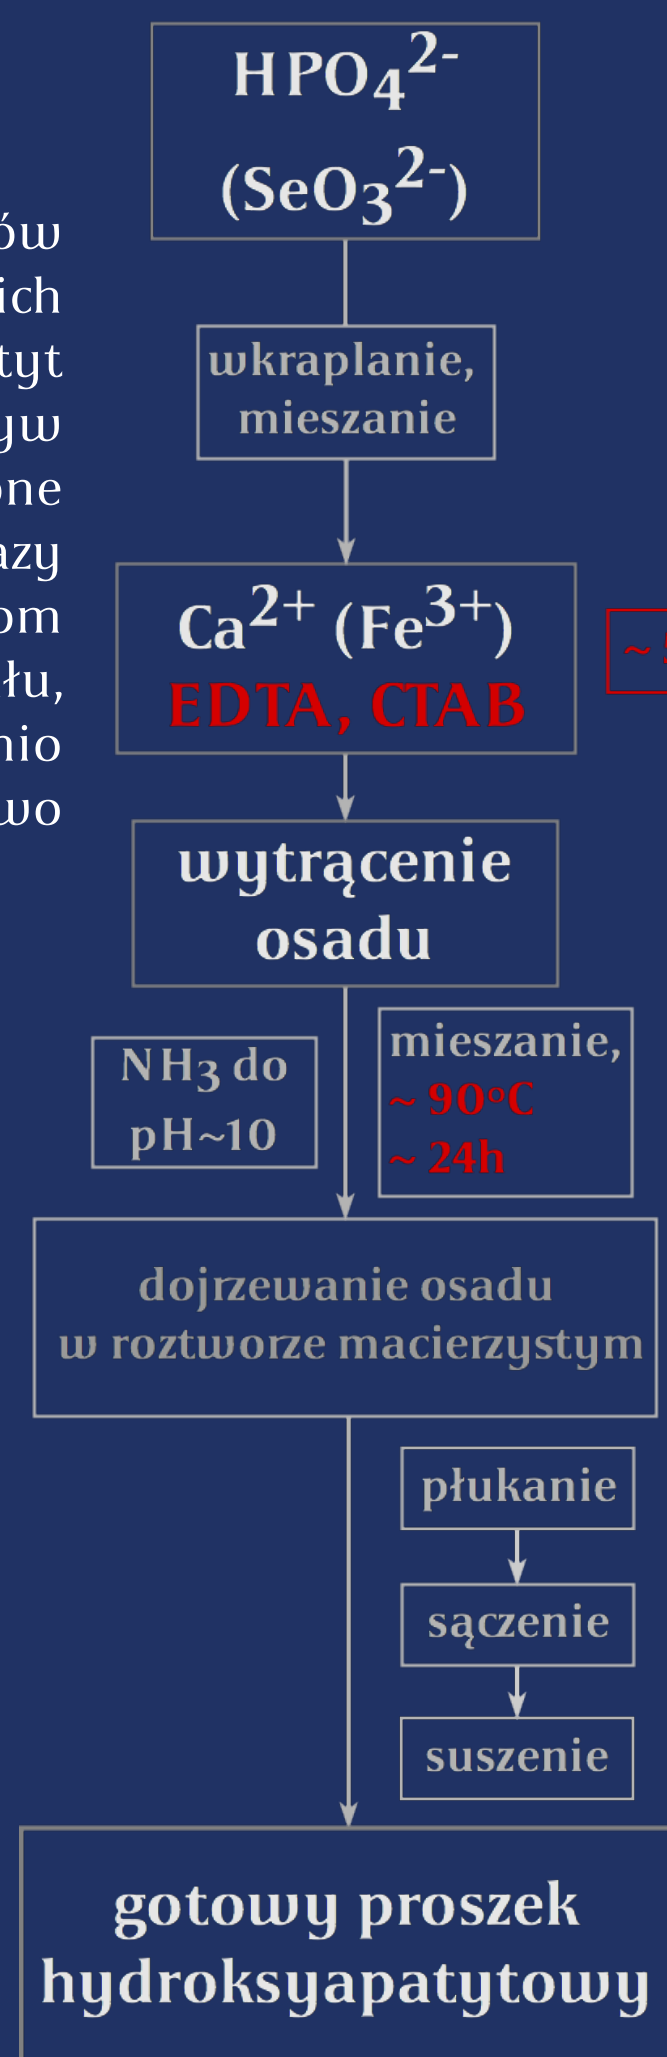 HPO₄²⁻
(SeO₃²⁻)
wkraplanie,
mieszanie
Ca²⁺ (Fe³⁺)
EDTA, CTAB
wytrącenie
osadu
NH₃ do
pH~10
mieszanie,
~ 90°C
~ 24h
dojrzewanie osadu
w roztworze macierzystym
płukanie
sączenie
suszenie
gotowy proszek
hydroksyapatytowy